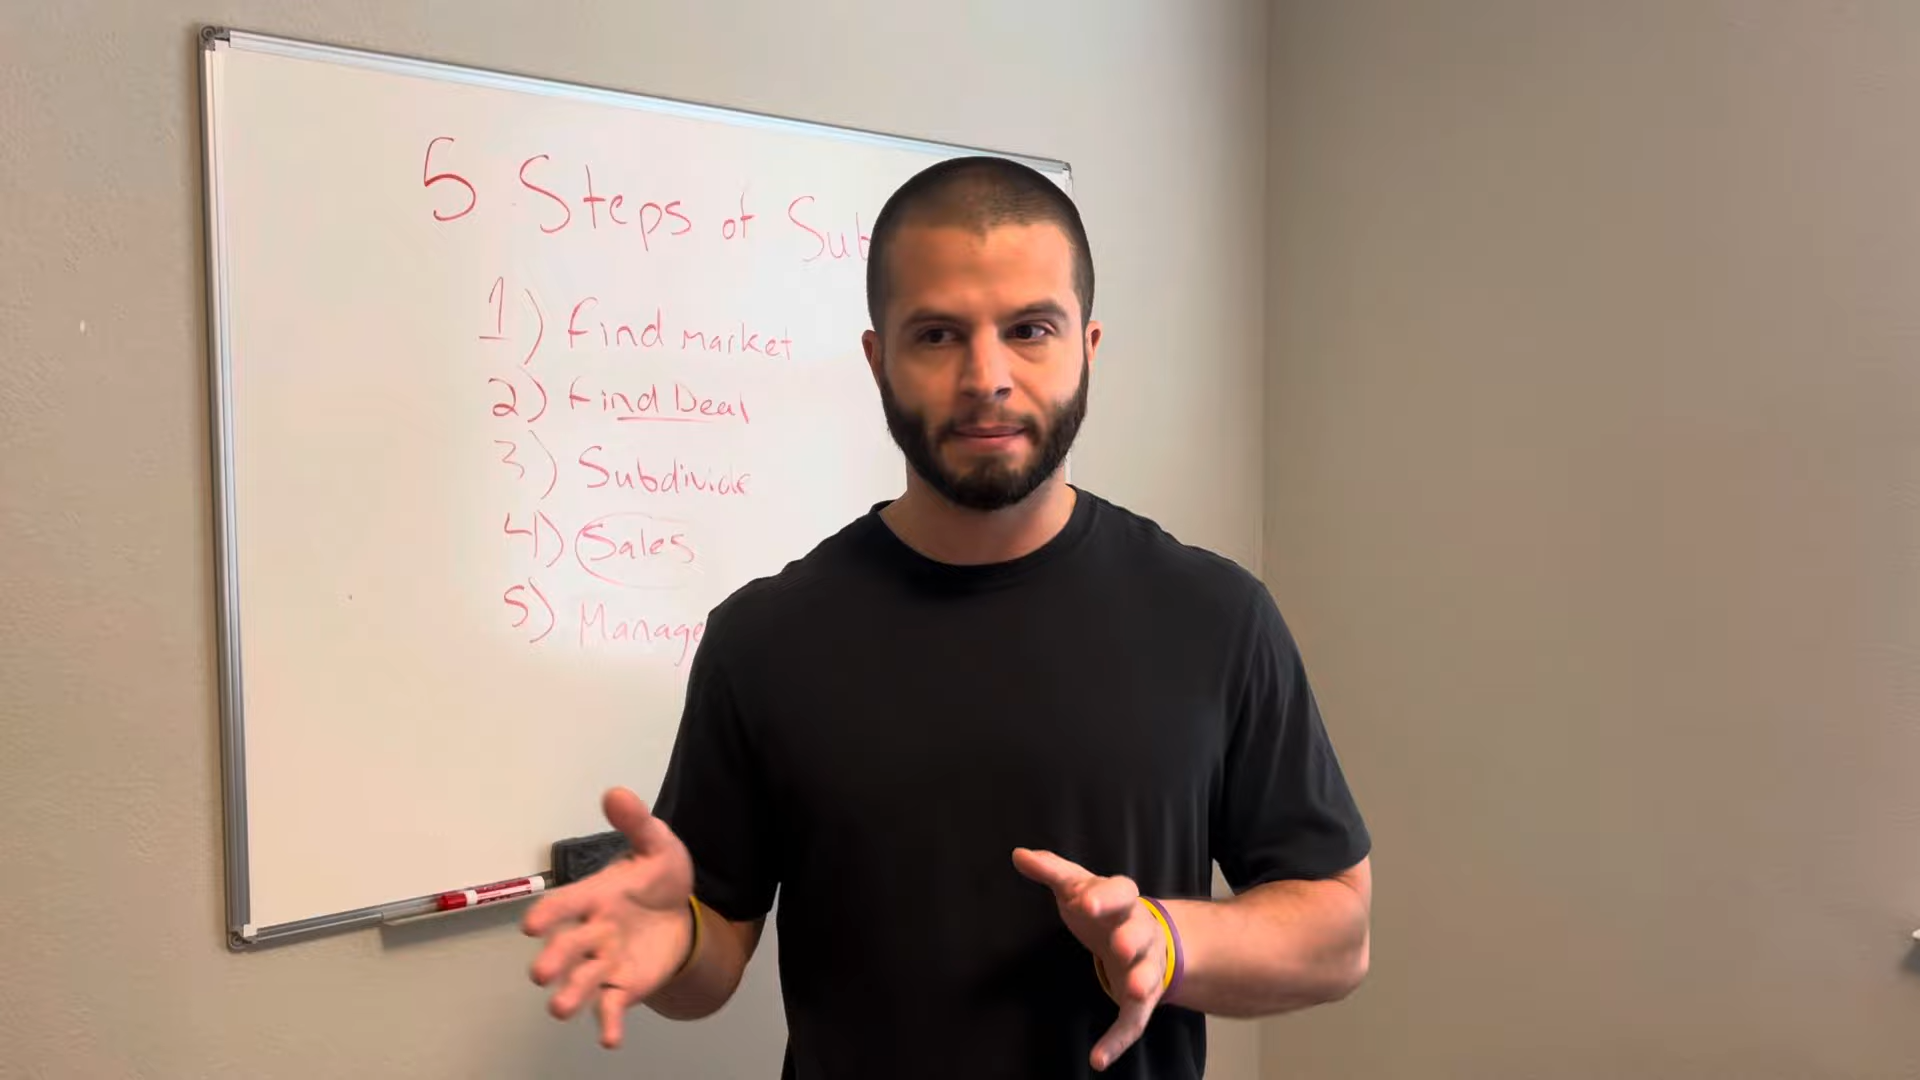 5 Steps of Sub
1) Find market
2) Find Deal
3) Subdivide
4) Sales
5) Manage